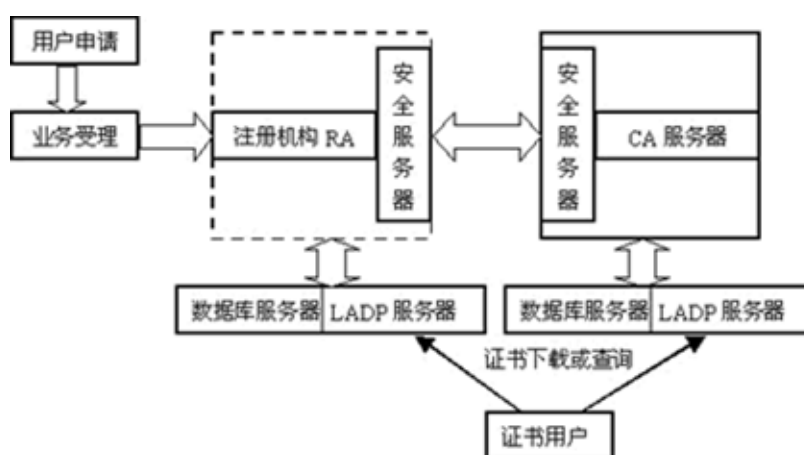 用户申请
业务受理
注册机构 RA
安全服务器
安全服务器
CA 服务器
数据库服务器
LADP 服务器
数据库服务器
LADP 服务器
证书下载或查询
证书用户